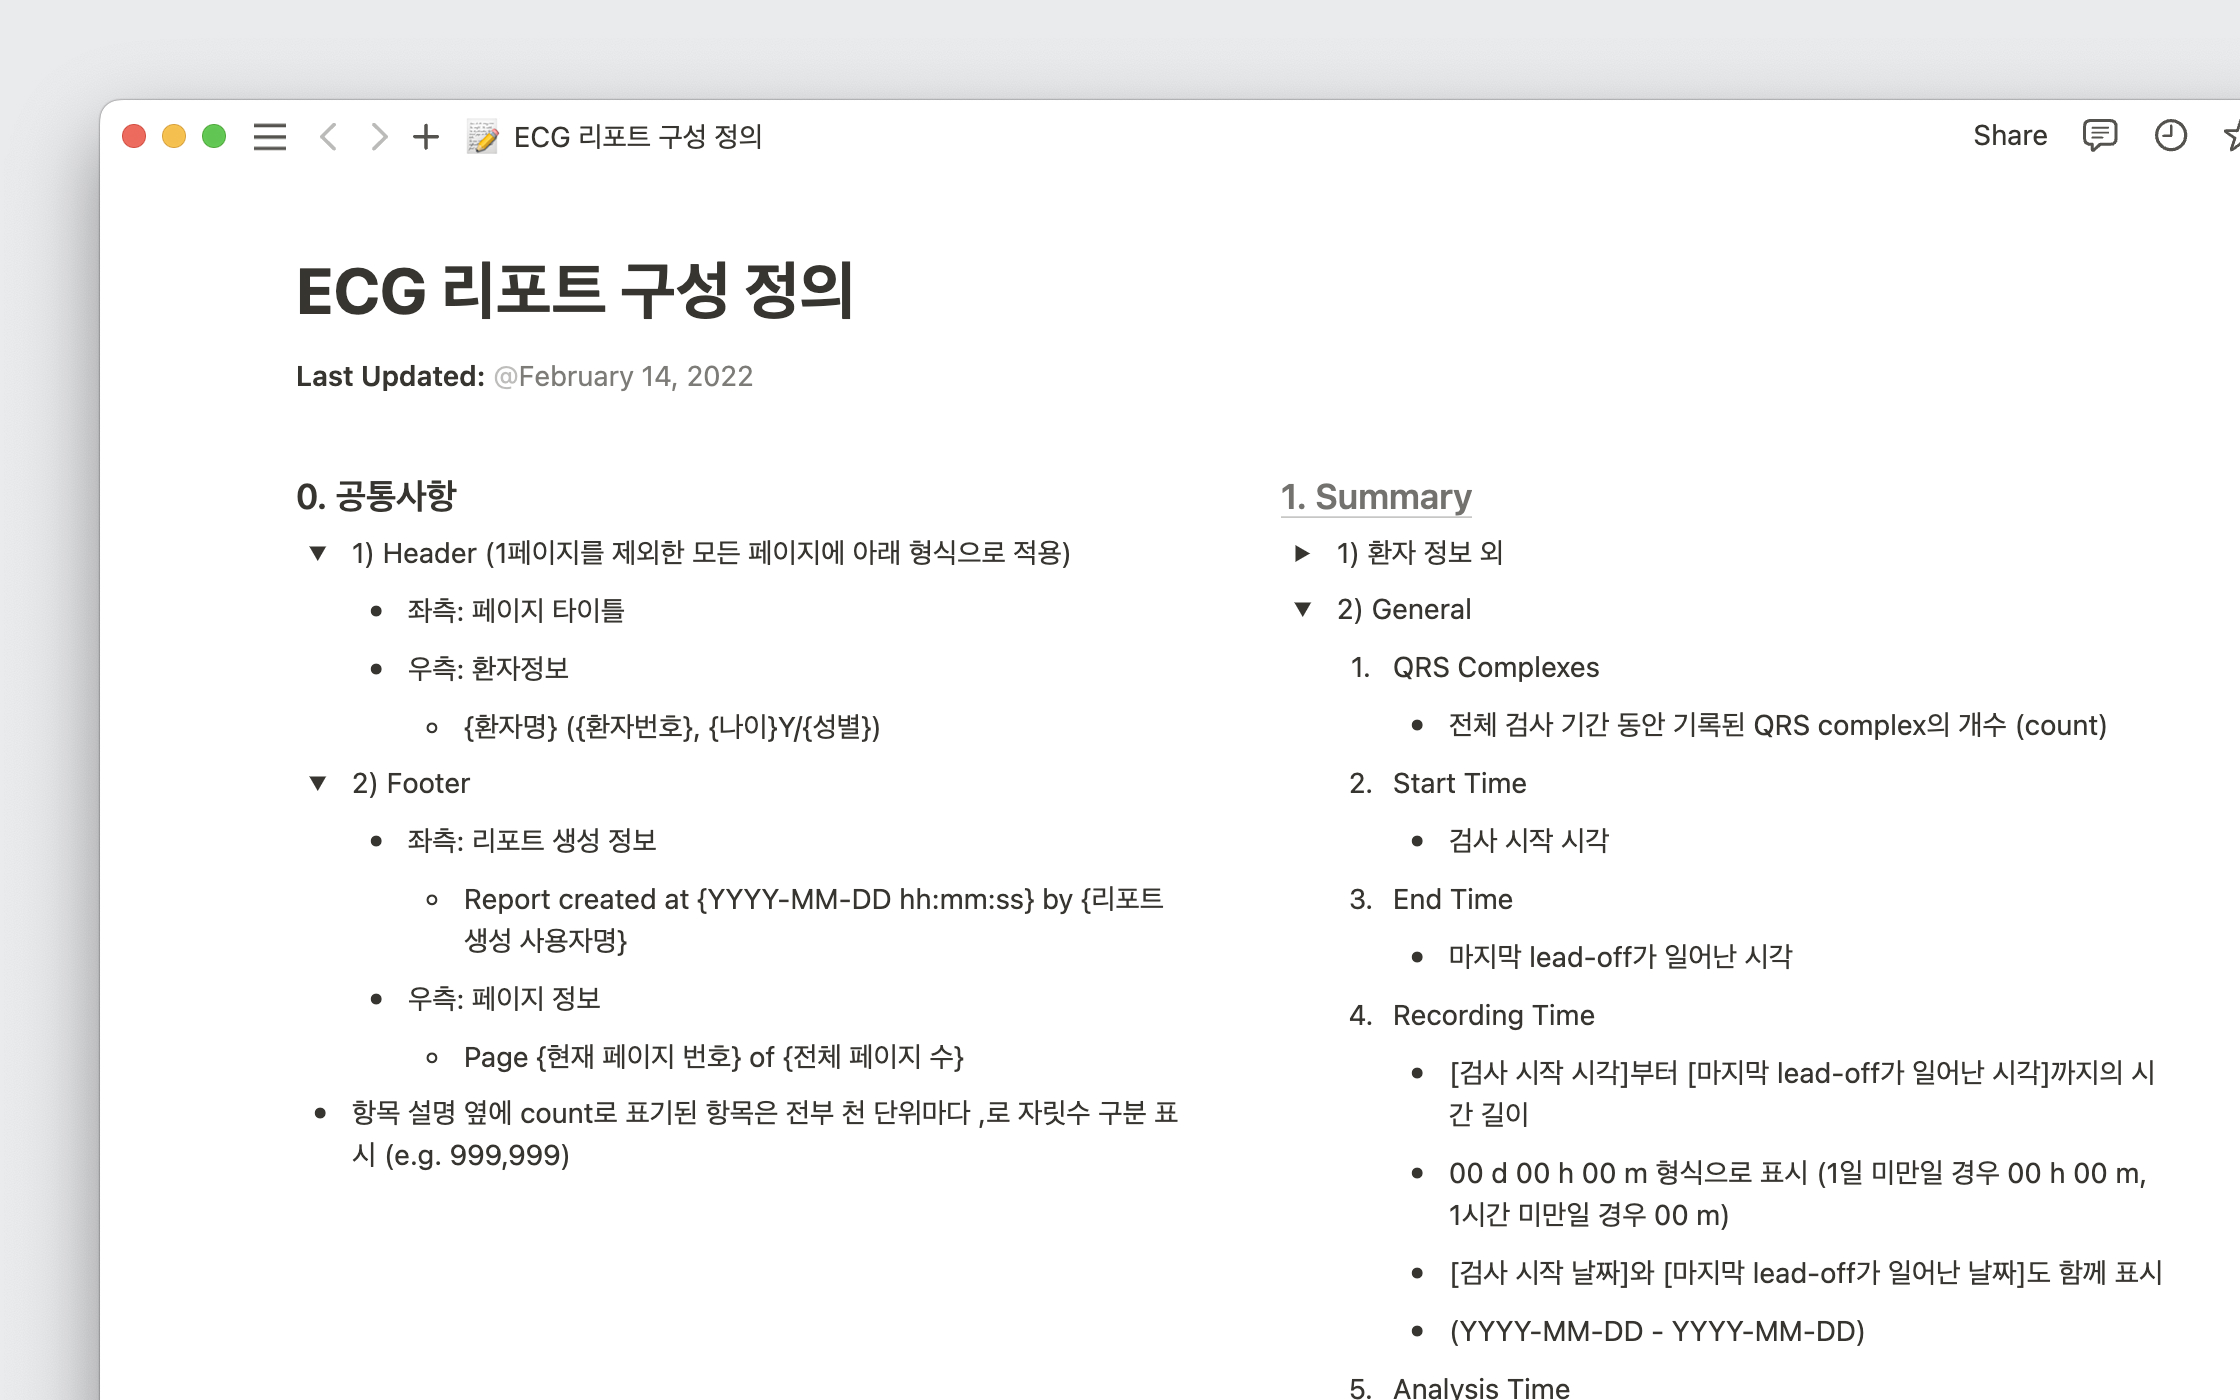 ECG 리포트 구성 정의
Share
ECG 리포트 구성 정의
Last Updated: @February 14, 2022
0. 공통사항
1) Header (1페이지를 제외한 모든 페이지에 아래 형식으로 적용)
좌측: 페이지 타이틀
우측: 환자정보
{환자명} ({환자번호}, {나이}Y/{성별})
2) Footer
좌측: 리포트 생성 정보
Report created at {YYYY-MM-DD hh:mm:ss} by {리포트
생성 사용자명}
우측: 페이지 정보
Page {현재 페이지 번호} of {전체 페이지 수}
항목 설명 옆에 count로 표기된 항목은 전부 천 단위마다 ,로 자릿수 구분 표
시 (e.g. 999,999)
1. Summary
1) 환자 정보 외
2) General
1. QRS Complexes
전체 검사 기간 동안 기록된 QRS complex의 개수 (count)
2. Start Time
검사 시작 시각
3. End Time
마지막 lead-off가 일어난 시각
4. Recording Time
[검사 시작 시각]부터 [마지막 lead-off가 일어난 시각]까지의 시
간 길이
00 d 00 h 00 m 형식으로 표시 (1일 미만일 경우 00 h 00 m,
1시간 미만일 경우 00 m)
[검사 시작 날짜]와 [마지막 lead-off가 일어난 날짜]도 함께 표시
(YYYY-MM-DD - YYYY-MM-DD)
5. Analysis Time